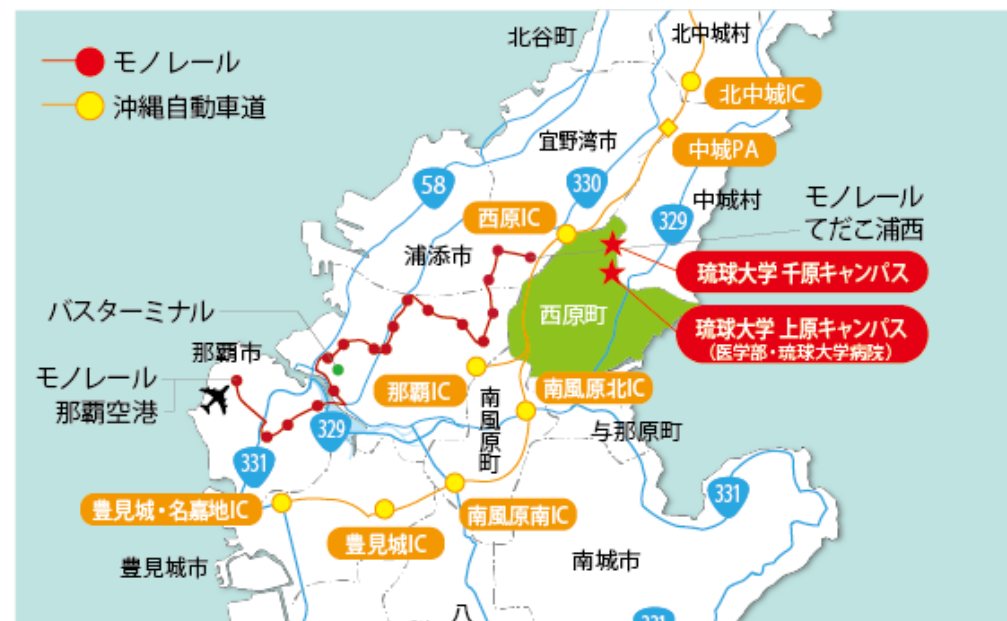 北谷町
北中城村
モノレール
沖縄自動車道
北中城IC
宜野湾市
中城PA
58
330
中城村
モノレール
てだこ浦西
西原IC
329
浦添市
琉球大学 千原キャンパス
バスターミナル
西原町
琉球大学 上原キャンパス
(医学部・琉球大学病院)
那覇市
モノレール
那覇空港
那覇IC
南風原北IC
南風原町
329
与那原町
331
331
豊見城・名嘉地IC
南風原南IC
豊見城IC
豊見城市
南城市
八
331